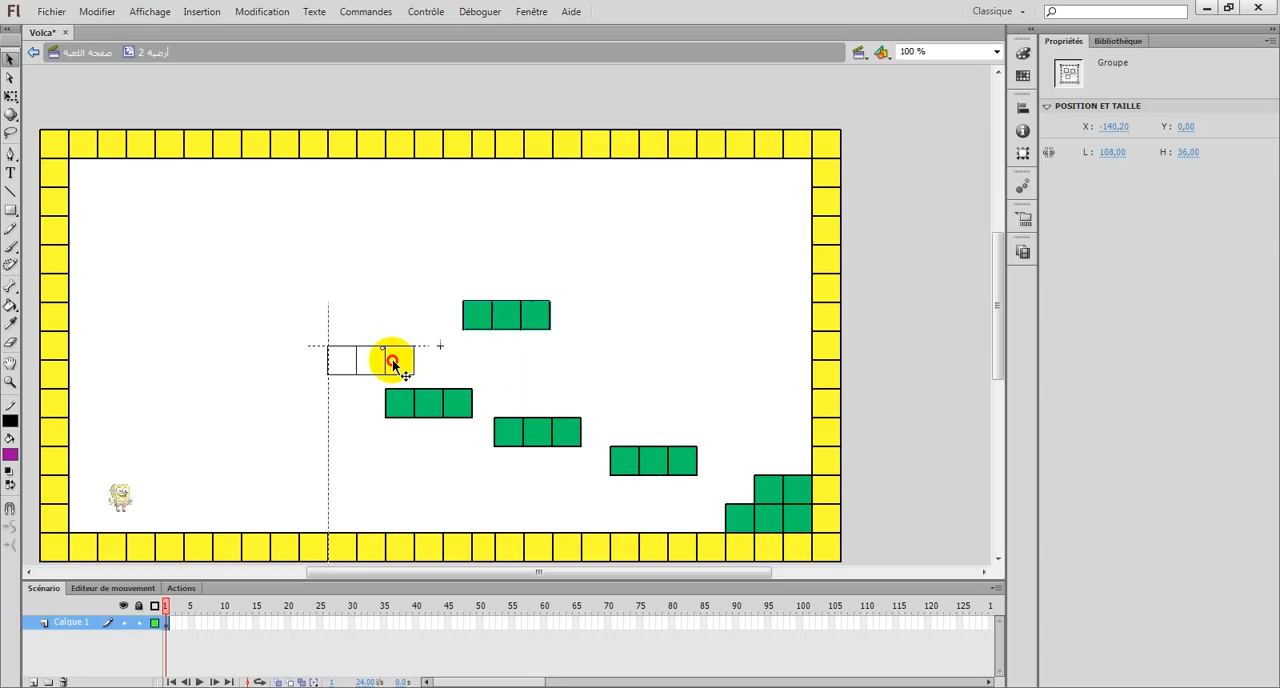 Fl Fichier Modifier Affichage Insertion Modification Texte Commandes Contrôle Déboguer Fenêtre Aide Classique
Volca* ×
صفحة اللعبة أرضية 2 100 %
Propriétés Bibliothèque
Groupe
POSITION ET TAILLE
X : -140,20 Y : 0,00
L : 108,00 H : 36,00
Scénario Editeur de mouvement Actions
1 5 10 15 20 25 30 35 40 45 50 55 60 65 70 75 80 85 90 95 100 105 110 115 120 125 1
Calque 1
1 24,00 i/s 0.0 s